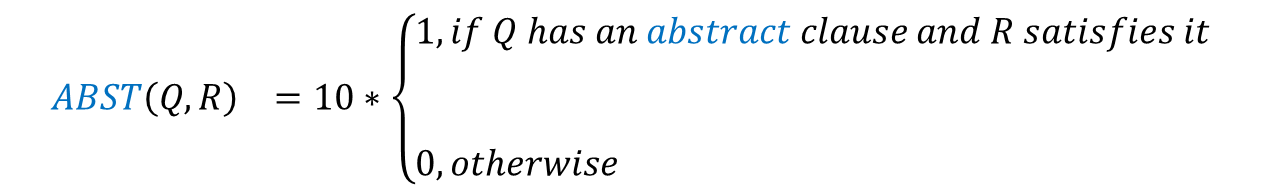 1, if Q has an abstract clause and R satisfies it
ABST(Q, R) = 10 * {
0, otherwise